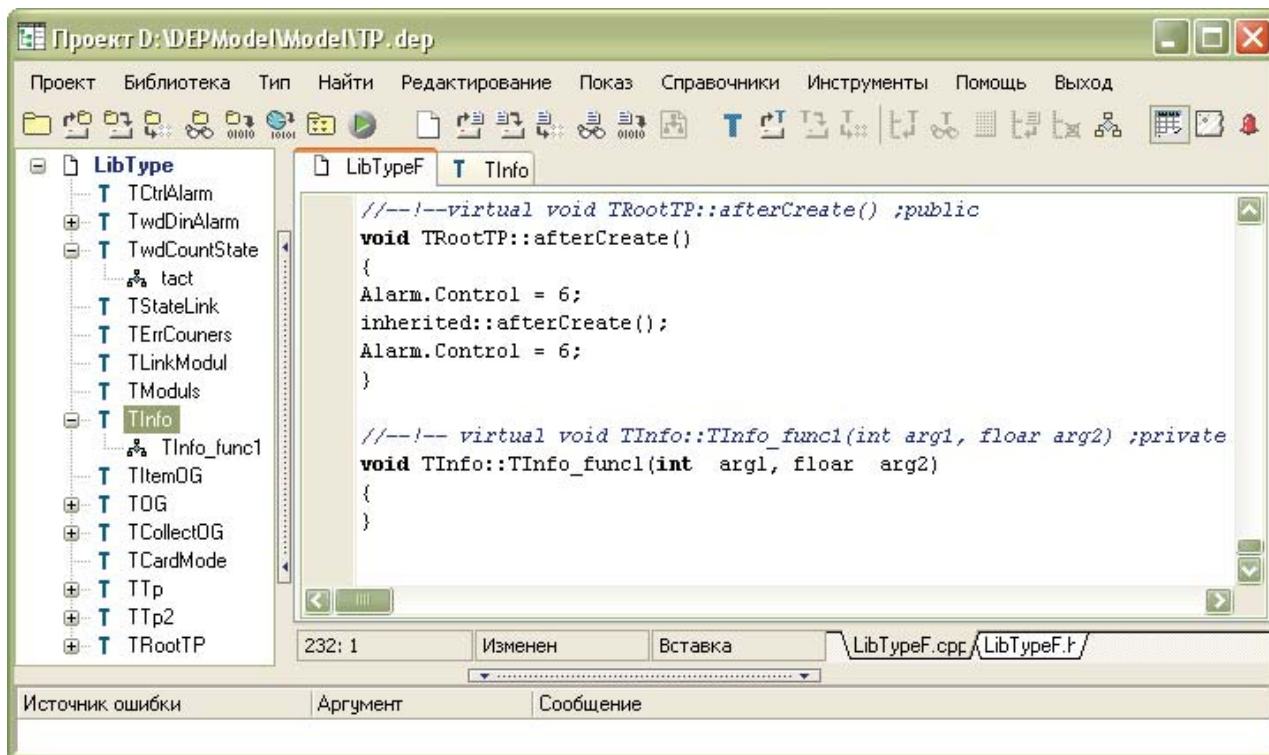 Проект D:\DEPModel\Model\TP.dep
Проект Библиотека Тип Найти Редактирование Показ Справочники Инструменты Помощь Выход
LibType
TCtrlAlarm
TwdDinAlarm
TwdCountState
tact
TStateLink
TErrCouners
TLinkModul
TModuls
TInfo
TInfo_func1
TItemOG
TOG
TCollectOG
TCardMode
TTp
TTp2
TRootTP
LibTypeF T TInfo
//--!--virtual void TRootTP::afterCreate() ;public
void TRootTP::afterCreate()
{
Alarm.Control = 6;
inherited::afterCreate();
Alarm.Control = 6;
}
//--!-- virtual void TInfo::TInfo_func1(int arg1, floar arg2) ;private
void TInfo::TInfo_func1(int arg1, floar arg2)
{
}
232: 1 Изменен Вставка LibTypeF.cpp LibTypeF.h
Источник ошибки Аргумент Сообщение